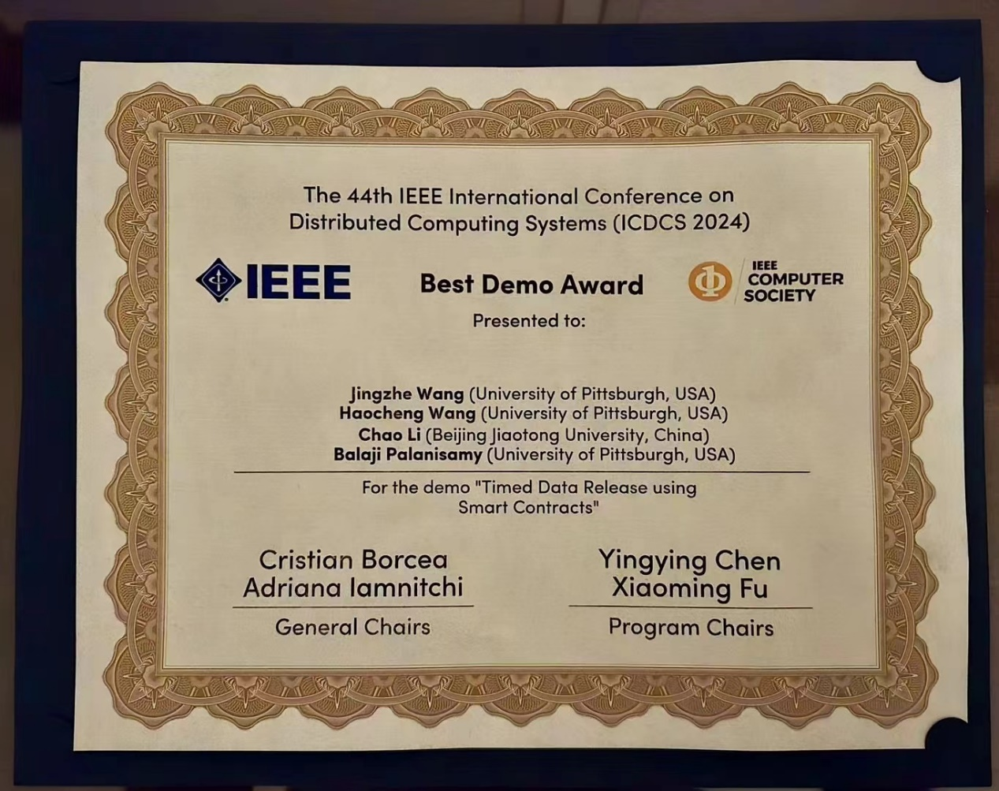 The 44th IEEE International Conference on
Distributed Computing Systems (ICDCS 2024)
IEEE
Best Demo Award
IEEE
COMPUTER
SOCIETY
Presented to:
Jingzhe Wang (University of Pittsburgh, USA)
Haocheng Wang (University of Pittsburgh, USA)
Chao Li (Beijing Jiaotong University, China)
Balaji Palanisamy (University of Pittsburgh, USA)
For the demo "Timed Data Release using
Smart Contracts"
Cristian Borcea
Adriana Iamnitchi
General Chairs
Yingying Chen
Xiaoming Fu
Program Chairs